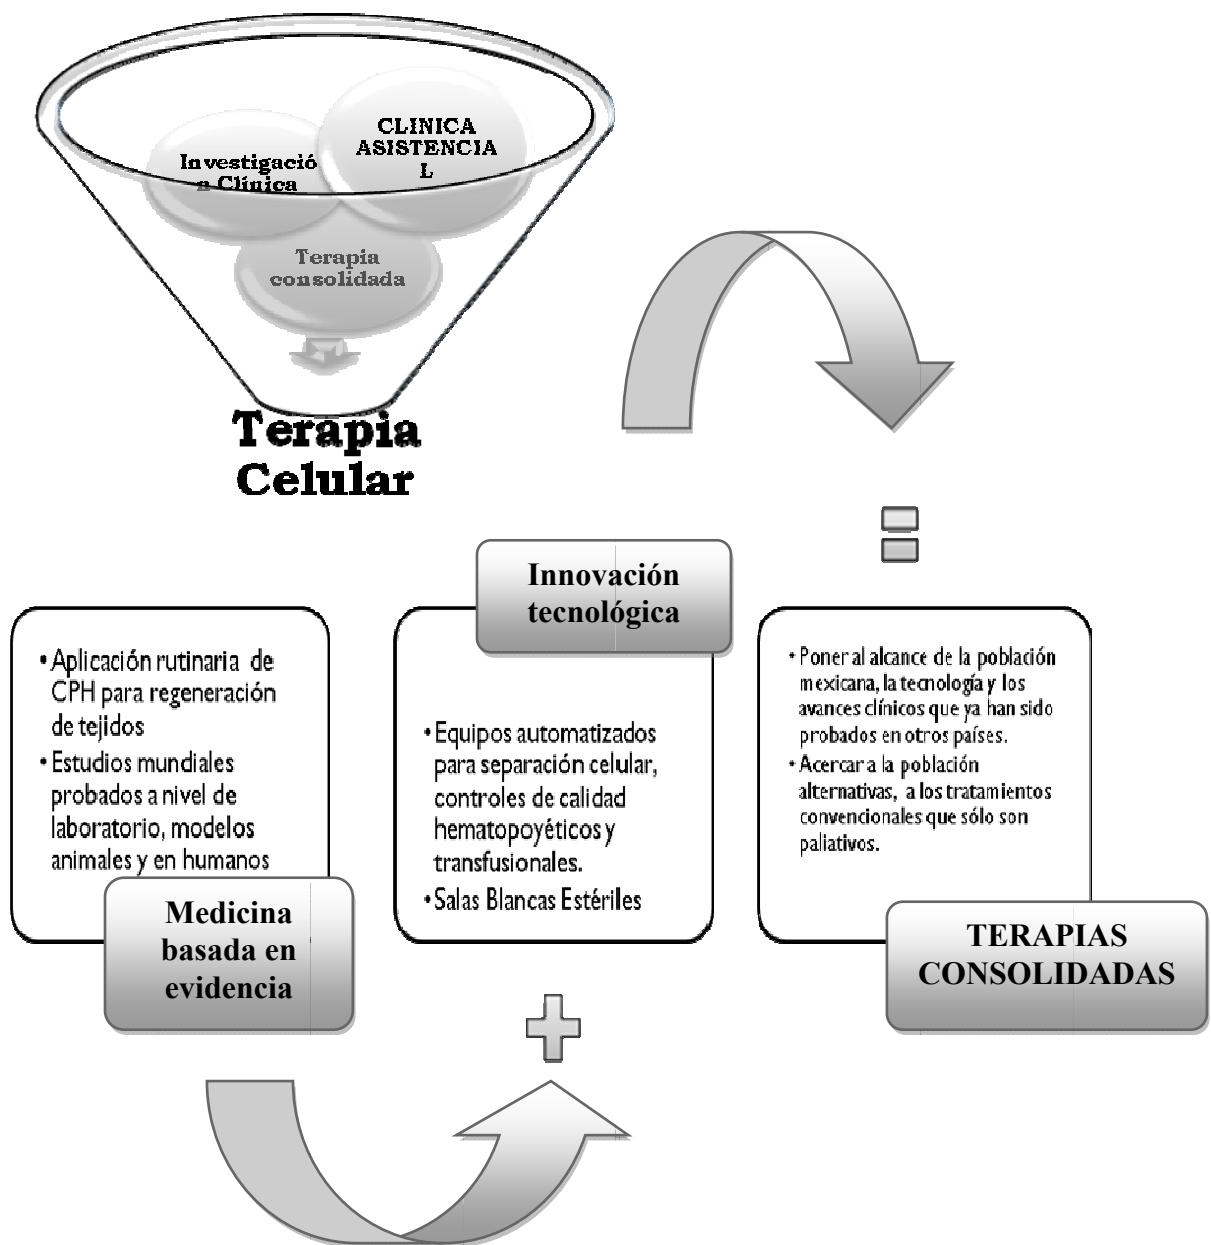 CLINICA
ASISTENCIA
L
Investigació
n Clínica
Terapia
consolidada
Terapia
Celular
Innovación
tecnológica
• Aplicación rutinaria de
CPH para regeneración
de tejidos
• Estudios mundiales
probados a nivel de
laboratorio, modelos
animales y en humanos
Medicina
basada en
evidencia
• Equipos automatizados
para separación celular,
controles de calidad
hematopoyéticos y
transfusionales.
• Salas Blancas Estériles
• Poner al alcance de la población
mexicana, la tecnología y los
avances clínicos que ya han sido
probados en otros países.
• Acercar a la población
alternativas, a los tratamientos
convencionales que sólo son
paliativos.
TERAPIAS
CONSOLIDADAS